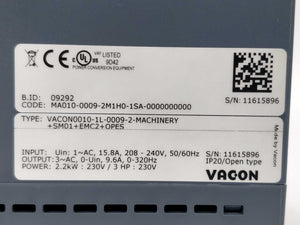 CE c UL US LISTED
9D42
POWER CONVERSION EQUIPMENT
B.ID: 09292
CODE: MA010-0009-2M1H0-1SA-0000000000
S/N: 11615896
TYPE: VACON0010-1L-0009-2-MACHINERY
+SM01+EMC2+OPES
INPUT: Uin: 1~AC, 15.8A, 208 - 240V, 50/60Hz
S/N: 11615896
OUTPUT: 3~AC, 0-Uin, 9.6A, 0-320Hz
IP20/Open type
POWER: 2.2kW : 230V / 3 HP : 230V
VACON
Made by Vacon